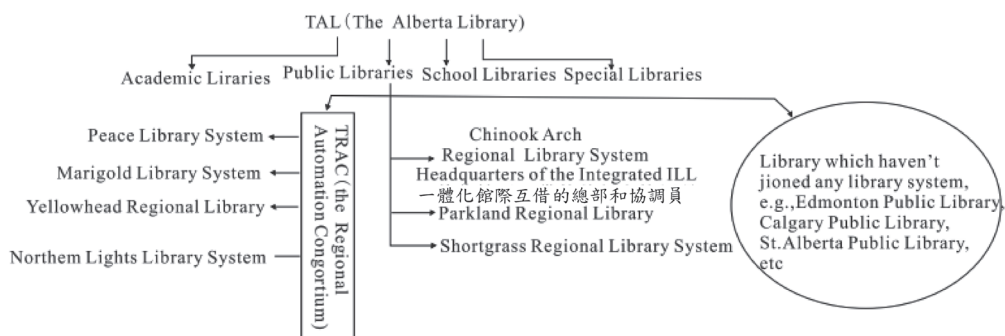 TAL(The Alberta Library)
Academic Liraries
Public Libraries
School Libraries
Special Libraries
TRAC(the Regional
Automation Congortium)
Peace Library System
Marigold Library System
Yellowhead Regional Library
Northem Lights Library System
Chinook Arch
Regional Library System
Headquarters of the Integrated ILL
一體化館際互借的總部和協調員
Parkland Regional Library
Shortgrass Regional Library System
Library which haven't
jioned any library system,
e.g.,Edmonton Public Library,
Calgary Public Library,
St.Alberta Public Library,
etc